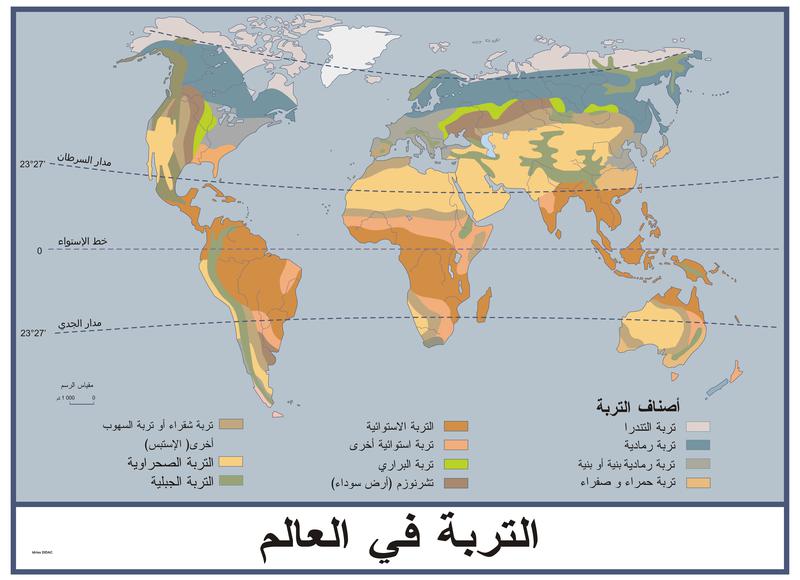 مدار السرطان
23°27'
خط الإستواء
0
مدار الجدي
23°27'
مقياس الرسم
0 1 000 كم
أصناف التربة
تربة التندرا
تربة رمادية
تربة رمادية بنية أو بنية
تربة حمراء و صفراء
التربة الاستوائية
تربة استوائية أخرى
تربة البراري
تشرنوزم (أرض سوداء)
تربة شقراء أو تربة السهوب
أخرى( الإستبس)
التربة الصحراوية
التربة الجبلية
التربة في العالم
Idriss DIDAC